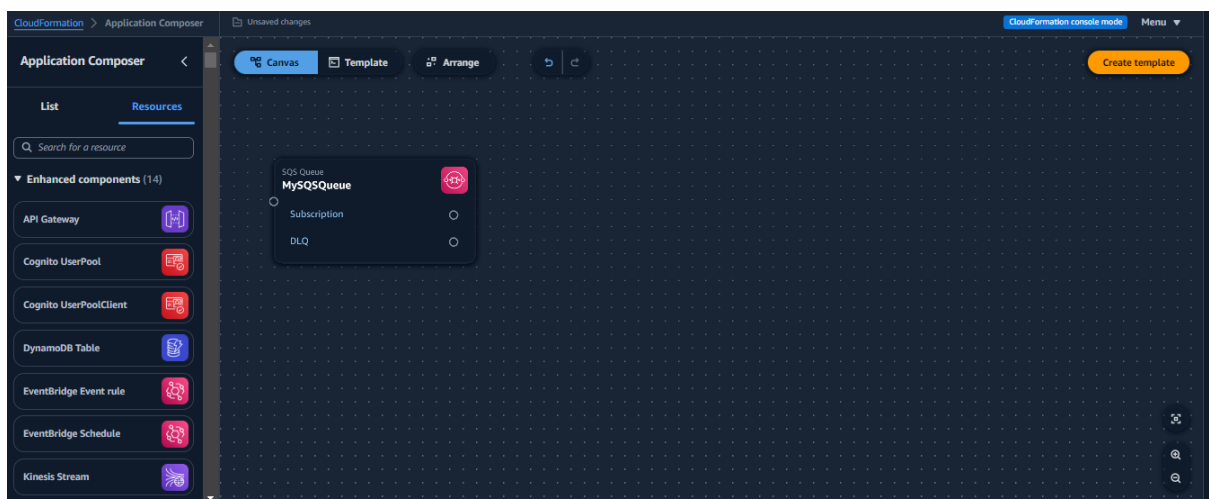 CloudFormation > Application Composer
Unsaved changes
CloudFormation console mode
Menu
Application Composer
Canvas
Template
Arrange
Create template
List
Resources
Search for a resource
Enhanced components (14)
API Gateway
Cognito UserPool
Cognito UserPoolClient
DynamoDB Table
EventBridge Event rule
EventBridge Schedule
Kinesis Stream
SQS Queue
MySQSQueue
Subscription
DLQ